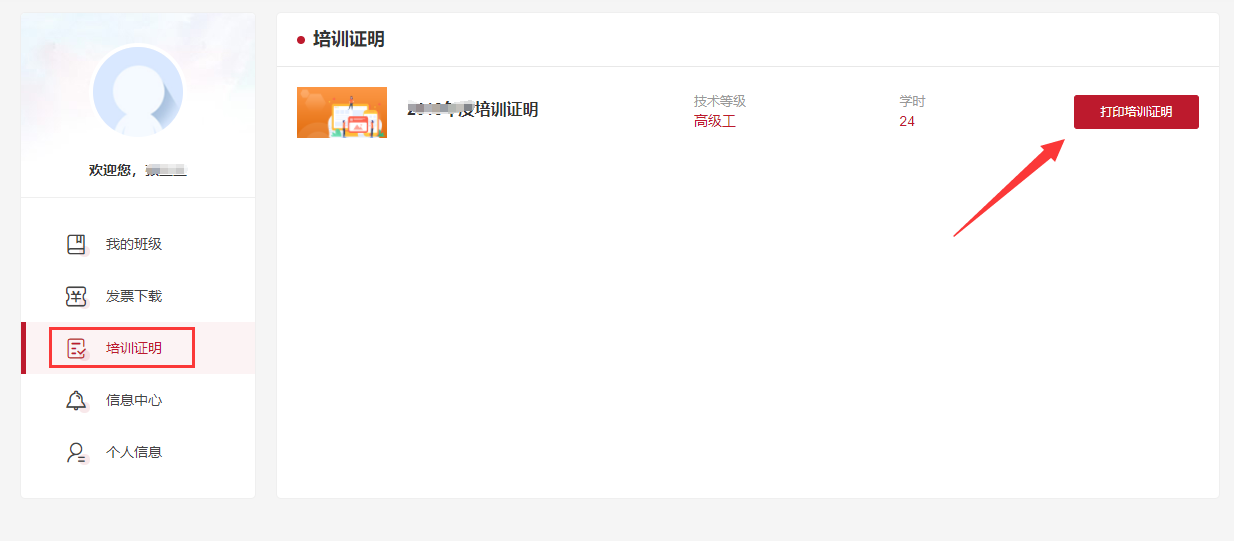 欢迎您，
我的班级
发票下载
培训证明
信息中心
个人信息
培训证明
年度培训证明
技术等级
高级工
学时
24
打印培训证明